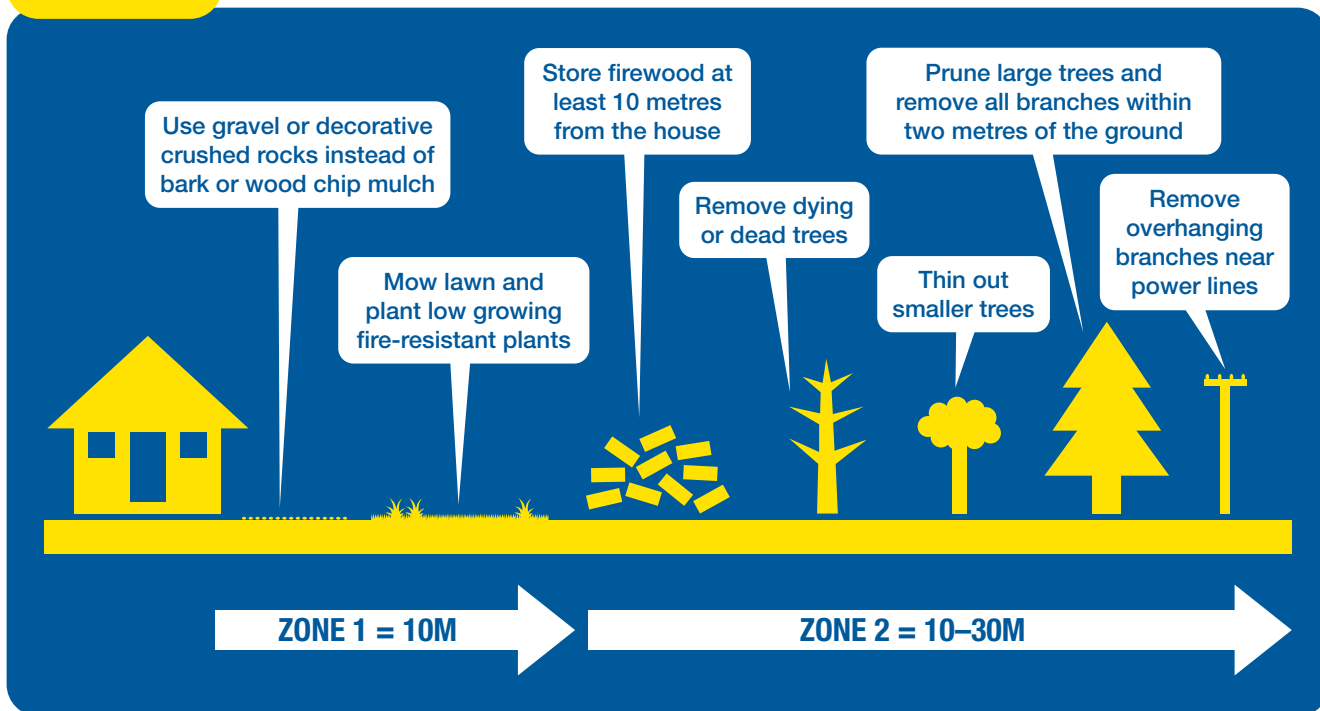 Use gravel or decorative
crushed rocks instead of
bark or wood chip mulch
Mow lawn and
plant low growing
fire-resistant plants
Store firewood at
least 10 metres
from the house
Remove dying
or dead trees
Thin out
smaller trees
Prune large trees and
remove all branches within
two metres of the ground
Remove
overhanging
branches near
power lines
ZONE 1 = 10M
ZONE 2 = 10–30M